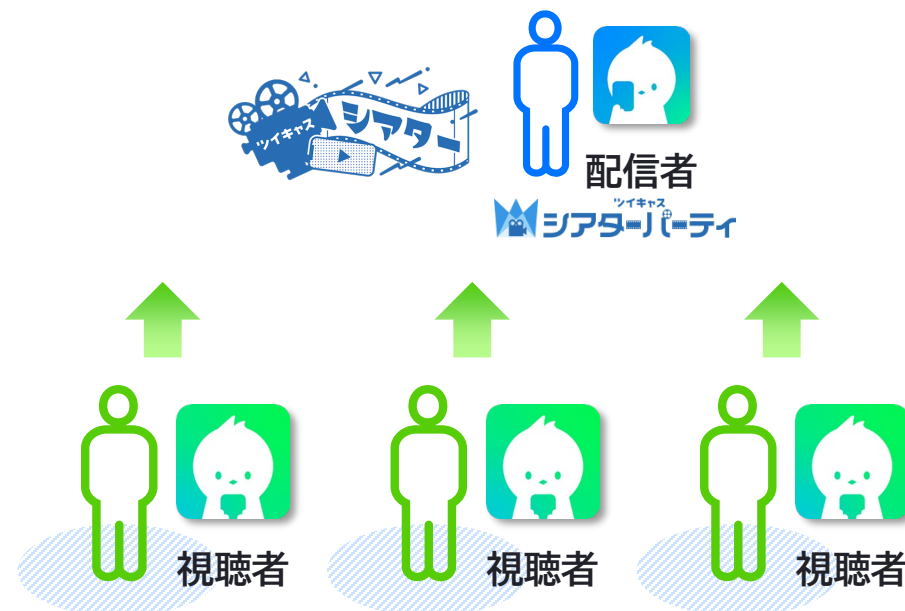 ツイキャス
シアター
配信者
ツイキャス
シアターパーティ
視聴者
視聴者
視聴者